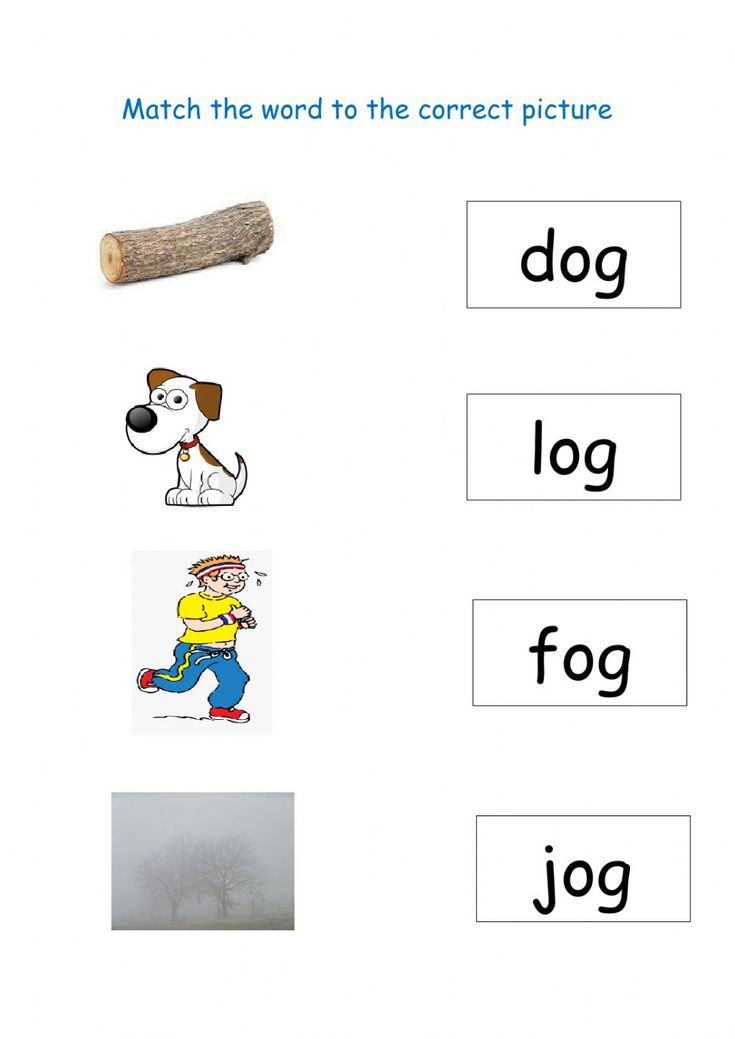 Match the word to the correct picture
dog
log
fog
jog